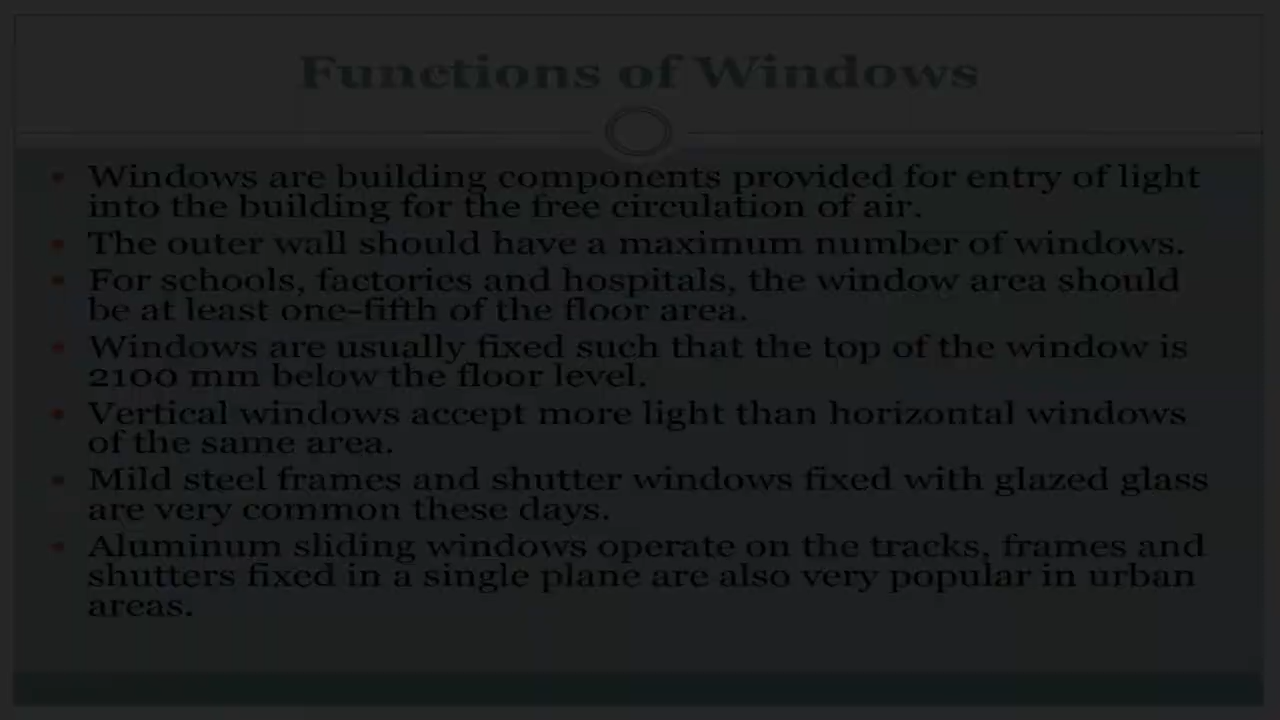 Functions of Windows
• Windows are building components provided for entry of light
into the building for the free circulation of air.
• The outer wall should have a maximum number of windows.
• For schools, factories and hospitals, the window area should
be at least one-fifth of the floor area.
• Windows are usually fixed such that the top of the window is
2100 mm below the floor level.
• Vertical windows accept more light than horizontal windows
of the same area.
• Mild steel frames and shutter windows fixed with glazed glass
are very common these days.
• Aluminum sliding windows operate on the tracks, frames and
shutters fixed in a single plane are also very popular in urban
areas.